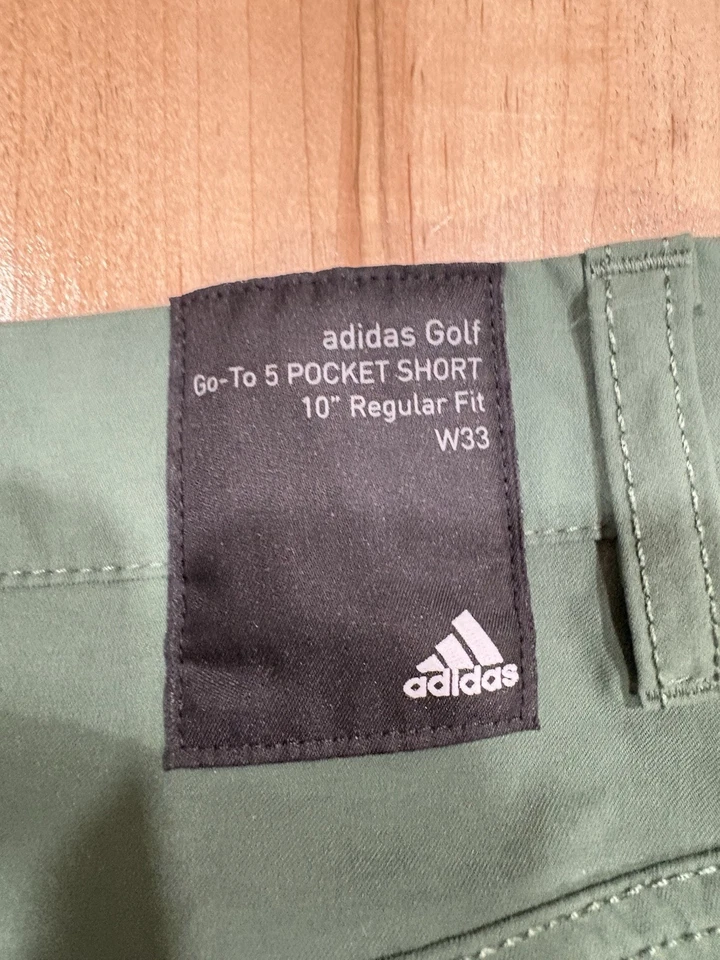 adidas Golf
Go-To 5 POCKET SHORT
10" Regular Fit
W33
adidas